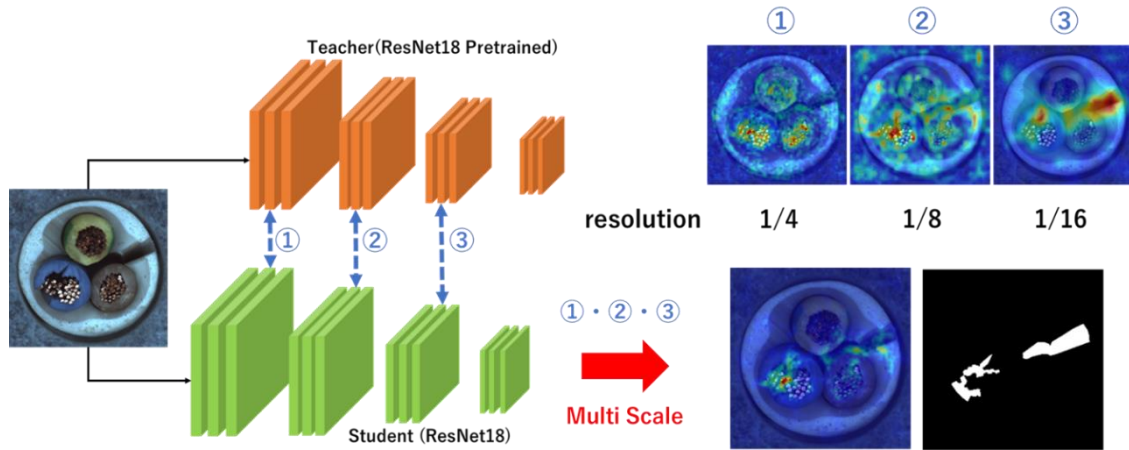 Teacher(ResNet18 Pretrained)
① ② ③
① ② ③
resolution 1/4 1/8 1/16
①・②・③
Multi Scale
Student (ResNet18)